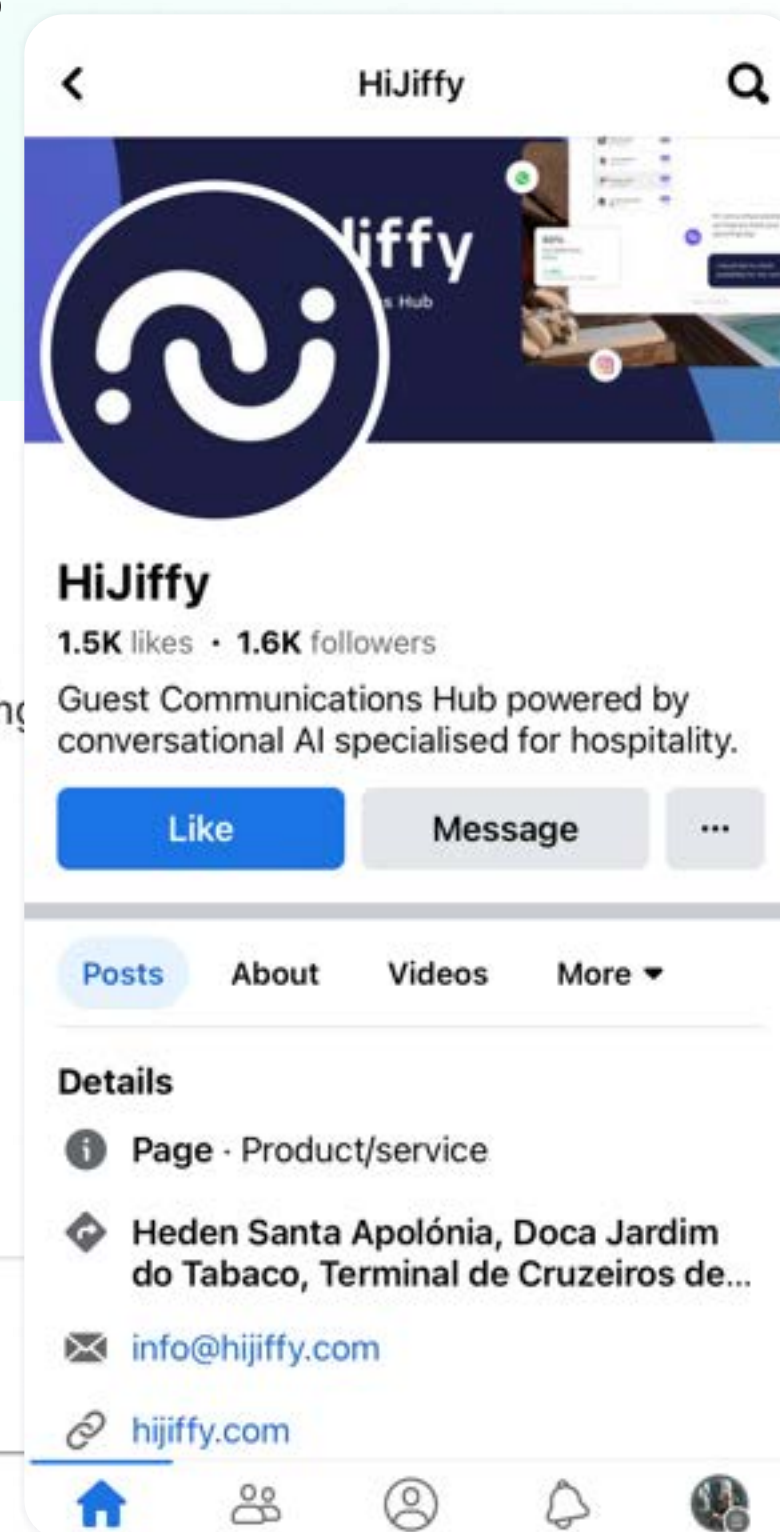 HiJiffy
Jiffy
s Hub
HiJiffy
1.5K likes · 1.6K followers
Guest Communications Hub powered by
conversational AI specialised for hospitality.
Like
Message
...
Posts
About
Videos
More
Details
Page · Product/service
Heden Santa Apolónia, Doca Jardim
do Tabaco, Terminal de Cruzeiros de...
info@hijiffy.com
hijiffy.com